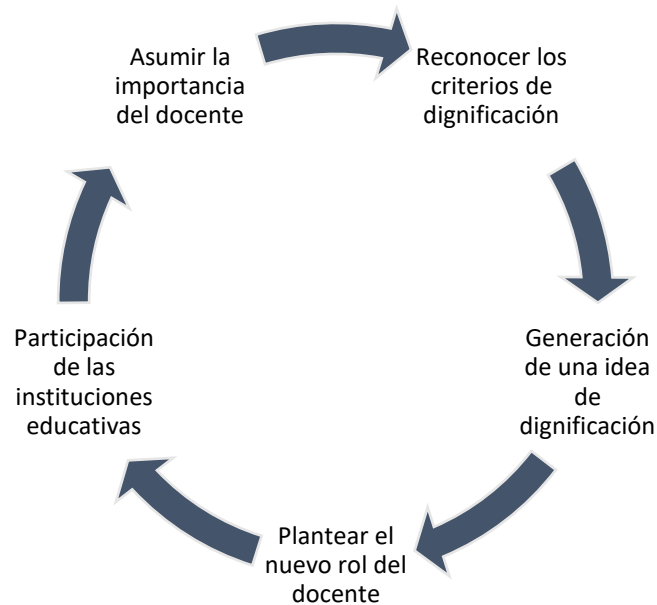 Asumir la
importancia
del docente
Reconocer los
criterios de
dignificación
Generación
de una idea
de
dignificación
Plantear el
nuevo rol del
docente
Participación
de las
instituciones
educativas